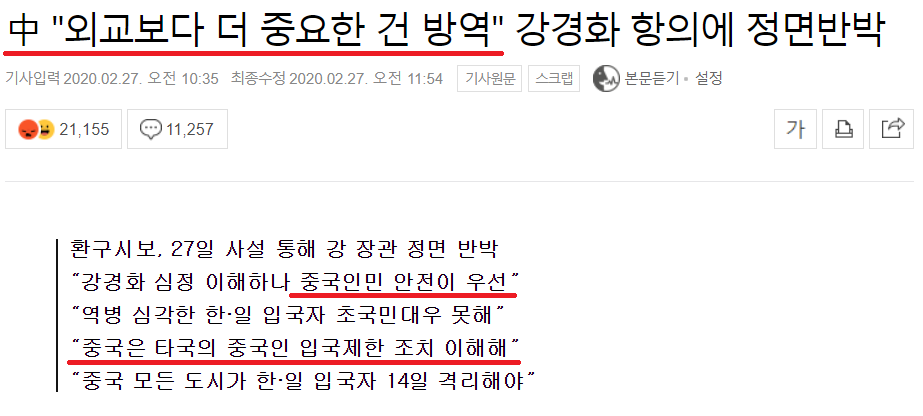 中 "외교보다 더 중요한 건 방역" 강경화 항의에 정면반박
기사입력 2020.02.27. 오전 10:35 최종수정 2020.02.27. 오전 11:54 기사원문 스크랩 본문듣기 · 설정
21,155 11,257 가
환구시보, 27일 사설 통해 강 장관 정면 반박
“강경화 심정 이해하나 중국인민 안전이 우선”
“역병 심각한 한·일 입국자 초국민대우 못해”
“중국은 타국의 중국인 입국제한 조치 이해해”
“중국 모든 도시가 한·일 입국자 14일 격리해야”